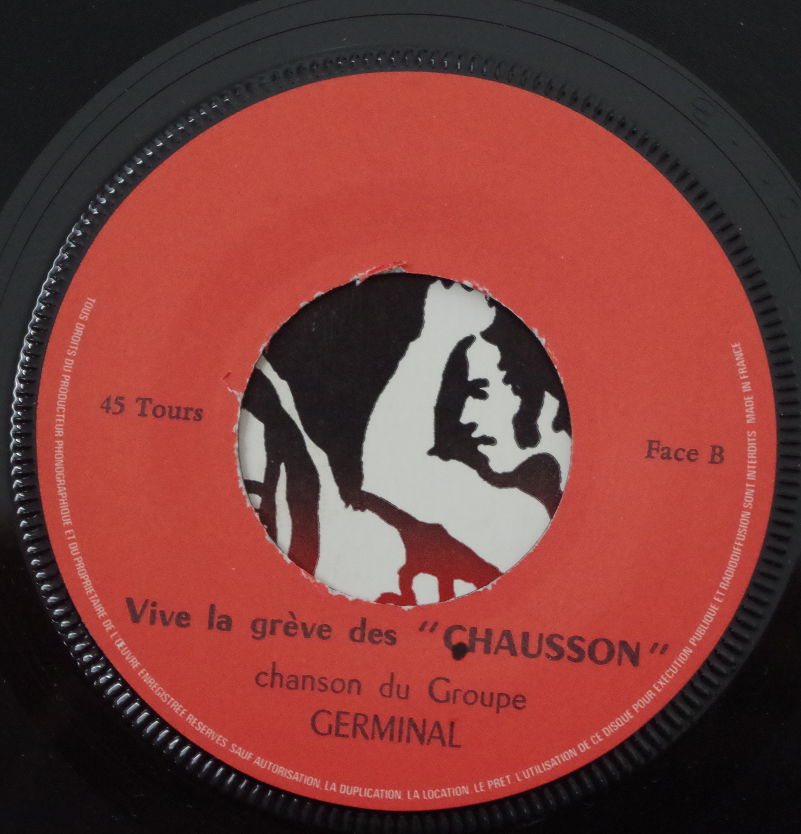 45 Tours
Face B
Vive la grève des "CHAUSSON"
chanson du Groupe
GERMINAL
TOUS DROITS DU PRODUCTEUR PHONOGRAPHIQUE ET DU PROPRIETAIRE DE L'ŒUVRE ENREGISTREE RESERVES. SAUF AUTORISATION, LA DUPLICATION, LA LOCATION, LE PRET, L'UTILISATION DE CE DISQUE POUR EXECUTION PUBLIQUE ET RADIODIFFUSION SONT INTERDITS MADE IN FRANCE